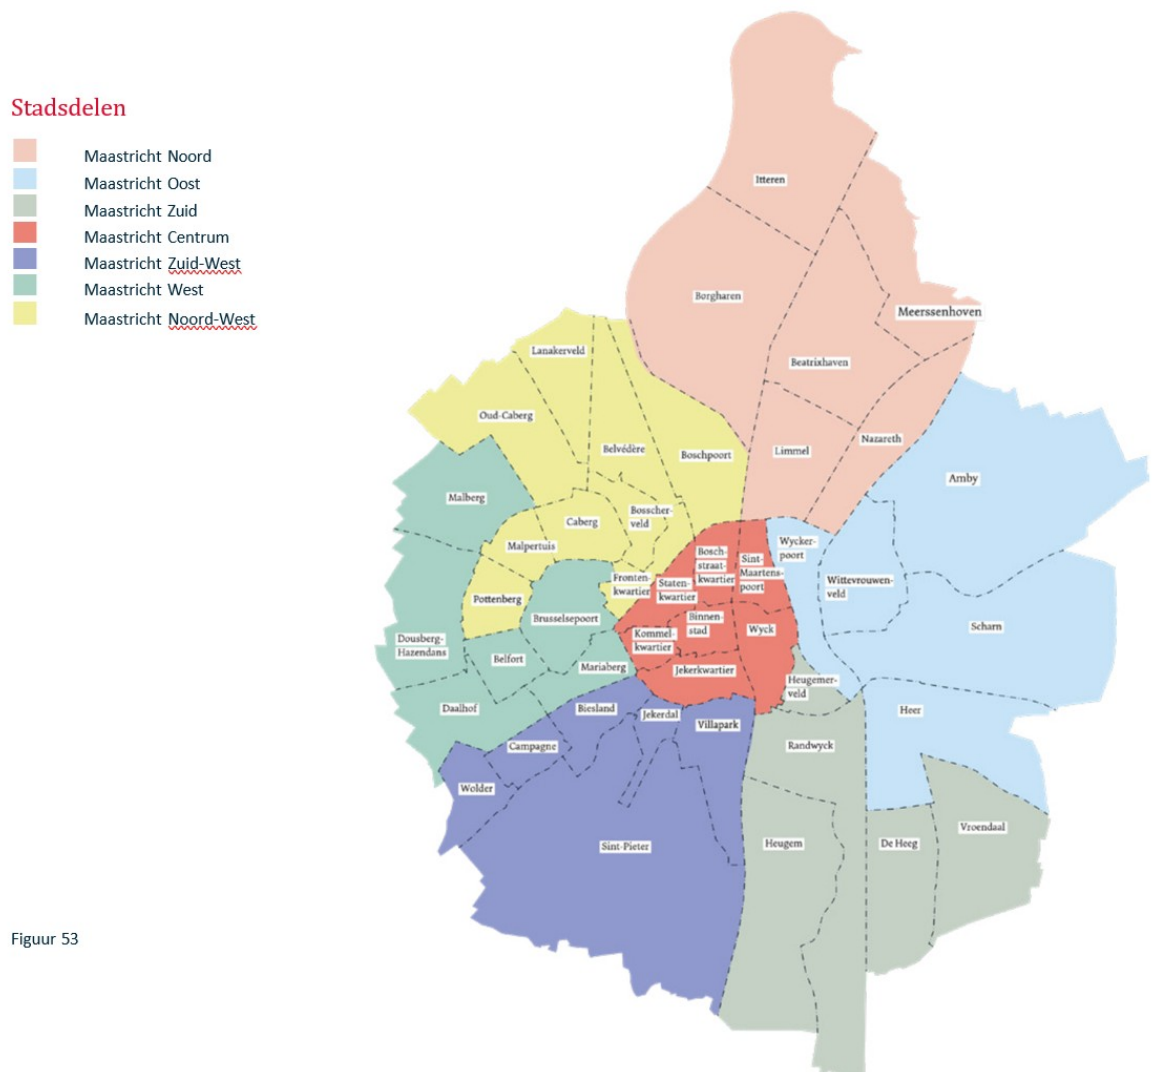 Stadsdelen
Maastricht Noord
Maastricht Oost
Maastricht Zuid
Maastricht Centrum
Maastricht Zuid-West
Maastricht West
Maastricht Noord-West
Itteren
Borgharen
Meerssenhoven
Beatrixhaven
Lanakerveld
Oud-Caberg
Belvédère
Boschpoort
Limmel
Nazareth
Amby
Malberg
Caberg
Bosscher-
veld
Malpertuis
Wycker-
poort
Bosch-
straat-
kwartier
Sint-
Maartens-
poort
Fronten-
kwartier
Staten-
kwartier
Wittevrouwen-
veld
Pottenberg
Brusselsepoort
Binnen-
stad
Kommel-
kwartier
Wyck
Scharn
Dousberg-
Hazendans
Belfort
Mariaberg
Jekerkwartier
Heugemer-
veld
Daalhof
Biesland
Jekerdal
Villapark
Heer
Campagne
Randwyck
Wolder
Sint-Pieter
Heugem
De Heeg
Vroendaal
Figuur 53